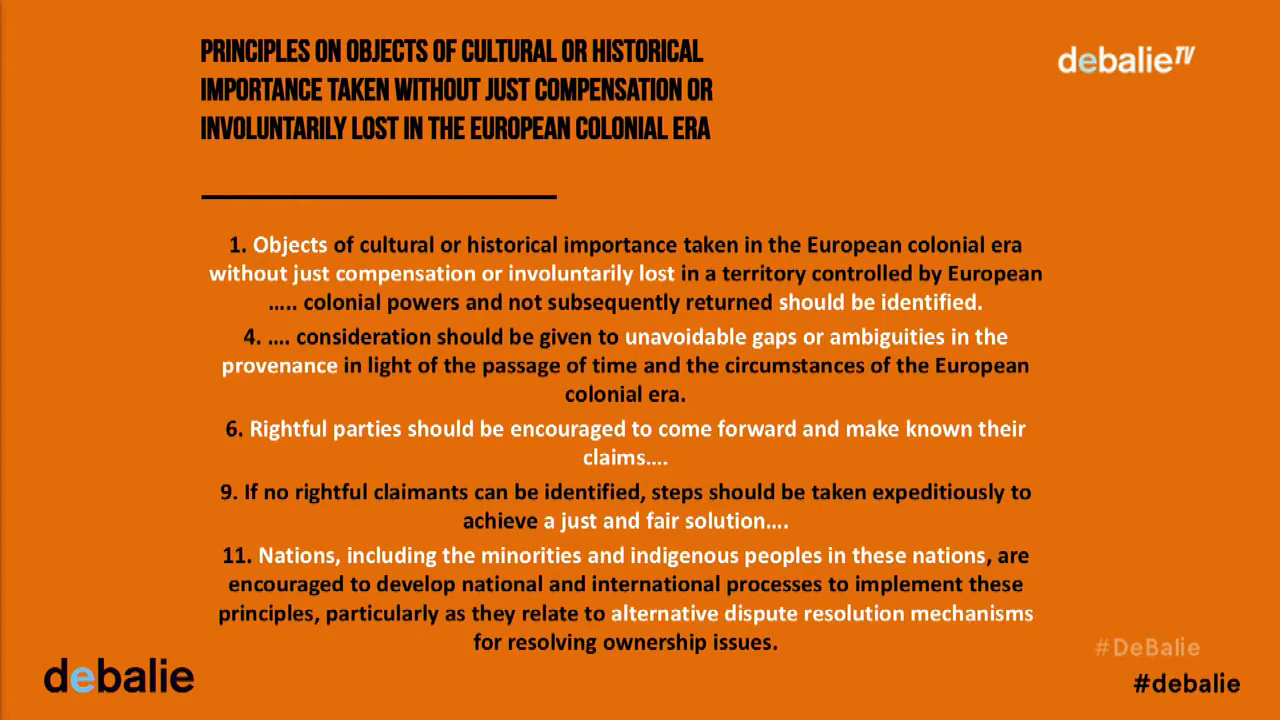 PRINCIPLES ON OBJECTS OF CULTURAL OR HISTORICAL
IMPORTANCE TAKEN WITHOUT JUST COMPENSATION OR
INVOLUNTARILY LOST IN THE EUROPEAN COLONIAL ERA
debalie TV
1. Objects of cultural or historical importance taken in the European colonial era
without just compensation or involuntarily lost in a territory controlled by European
….. colonial powers and not subsequently returned should be identified.
4. …. consideration should be given to unavoidable gaps or ambiguities in the
provenance in light of the passage of time and the circumstances of the European
colonial era.
6. Rightful parties should be encouraged to come forward and make known their
claims….
9. If no rightful claimants can be identified, steps should be taken expeditiously to
achieve a just and fair solution….
11. Nations, including the minorities and indigenous peoples in these nations, are
encouraged to develop national and international processes to implement these
principles, particularly as they relate to alternative dispute resolution mechanisms
for resolving ownership issues.
#DeBalie
debalie
#debalie